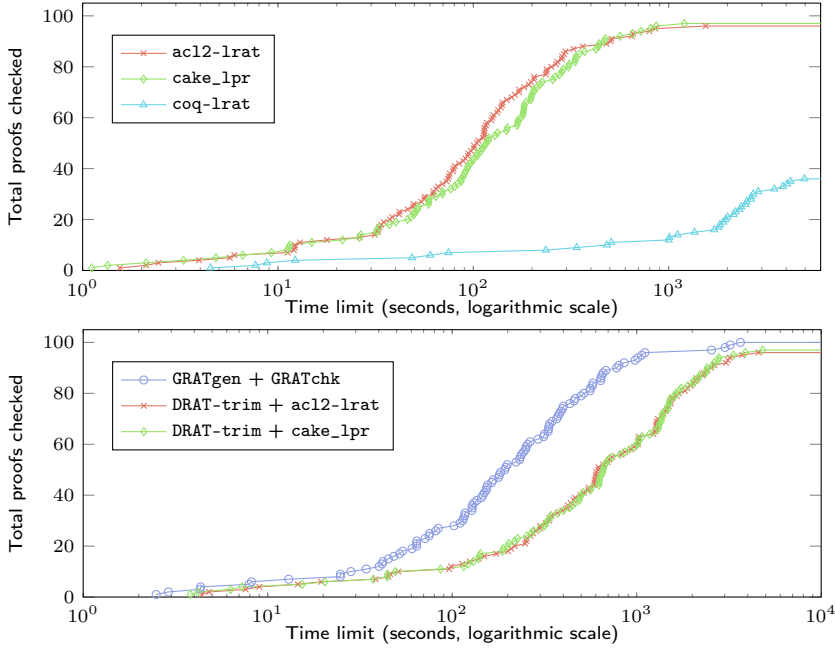 100
80
60
40
20
0
Total proofs checked
acl2-lrat
cake_lpr
coq-lrat
10^0 10^1 10^2 10^3
Time limit (seconds, logarithmic scale)
100
80
60
40
20
0
Total proofs checked
GRATgen + GRATchk
DRAT-trim + acl2-lrat
DRAT-trim + cake_lpr
10^0 10^1 10^2 10^3 10^4
Time limit (seconds, logarithmic scale)